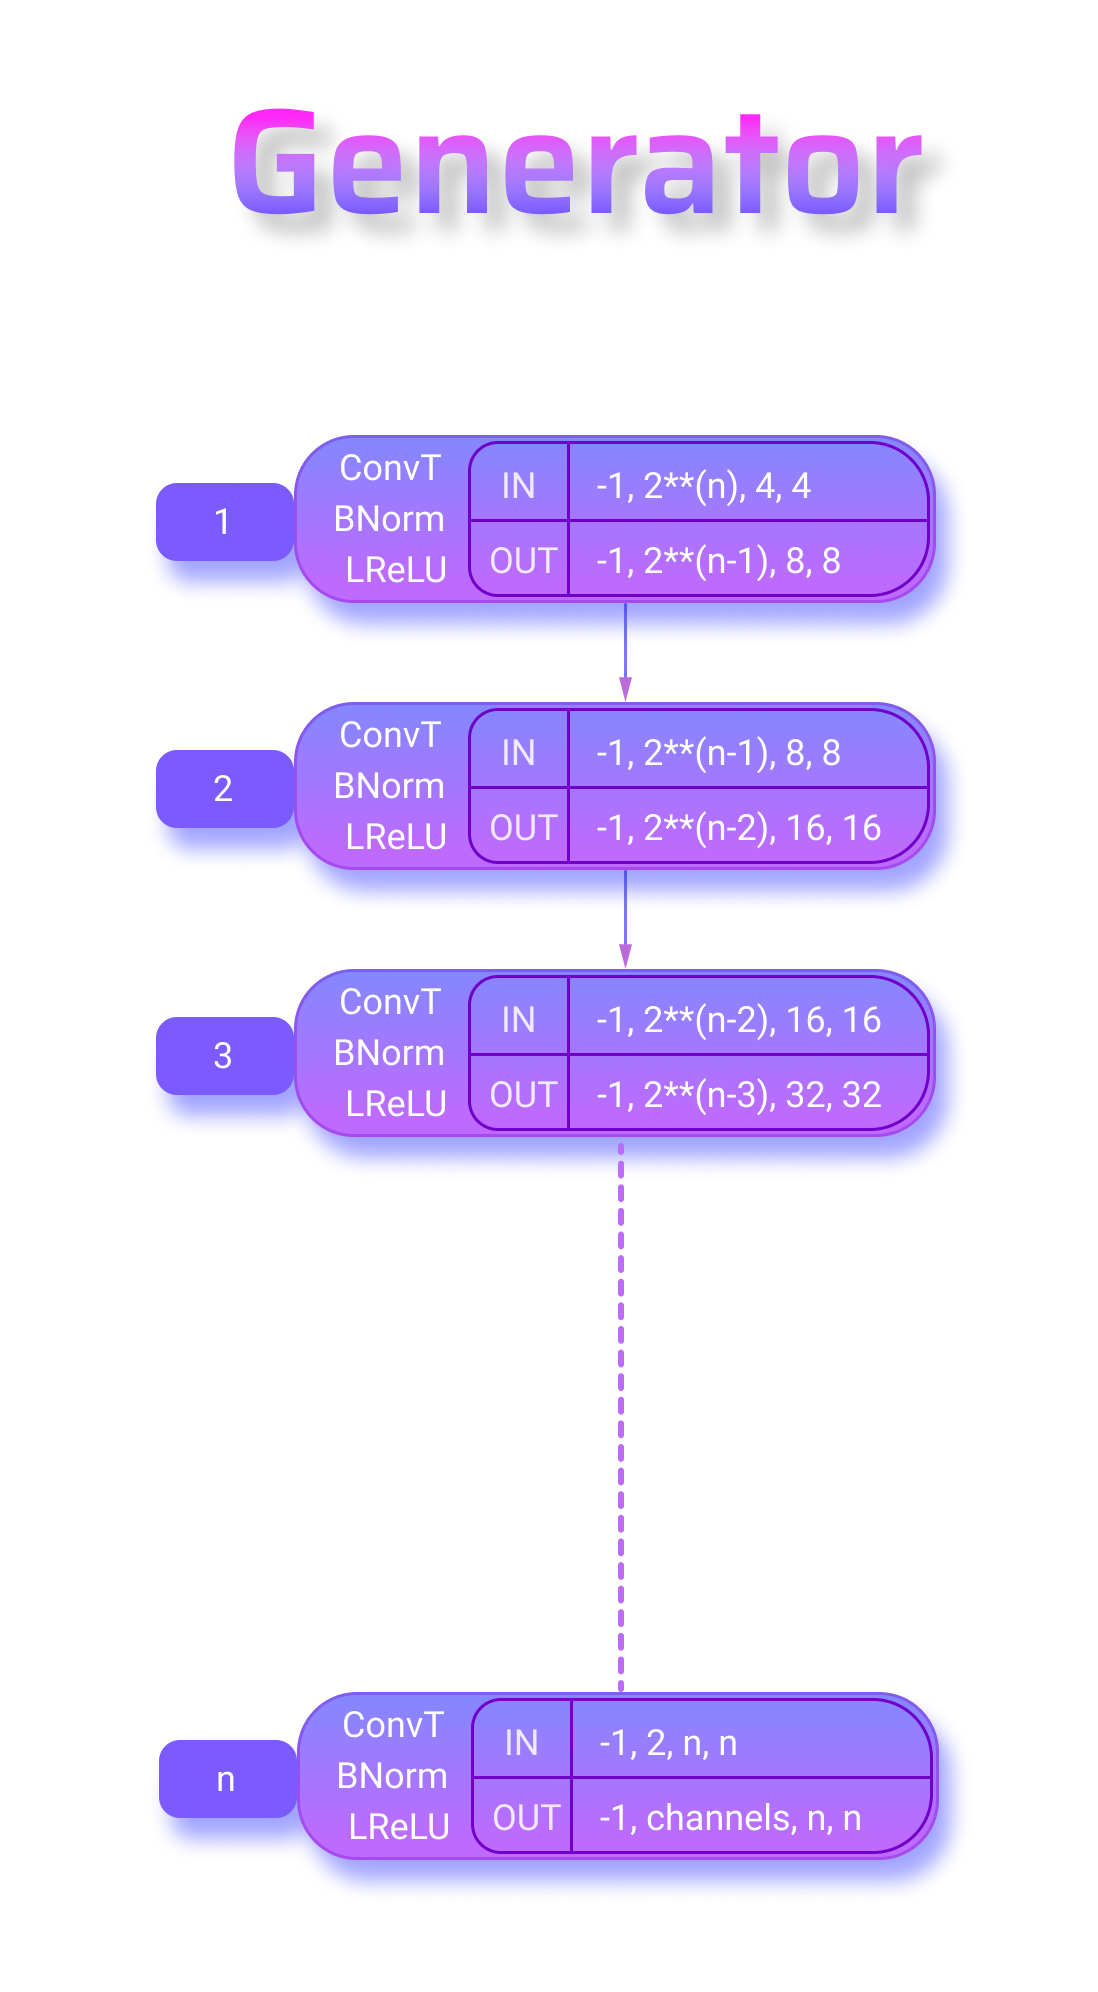 Generator
1
ConvT
BNorm
LReLU
IN -1, 2**(n), 4, 4
OUT -1, 2**(n-1), 8, 8
2
ConvT
BNorm
LReLU
IN -1, 2**(n-1), 8, 8
OUT -1, 2**(n-2), 16, 16
3
ConvT
BNorm
LReLU
IN -1, 2**(n-2), 16, 16
OUT -1, 2**(n-3), 32, 32
n
ConvT
BNorm
LReLU
IN -1, 2, n, n
OUT -1, channels, n, n